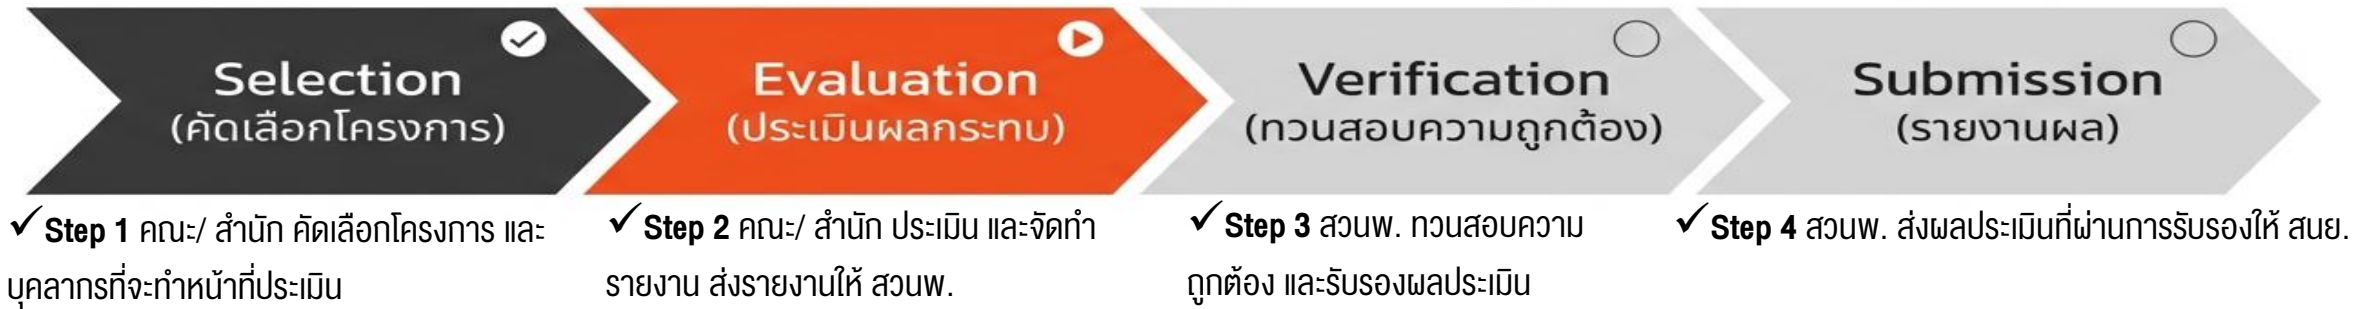 Selection
(คัดเลือกโครงการ)
Evaluation
(ประเมินผลกระทบ)
Verification
(ทวนสอบความถูกต้อง)
Submission
(รายงานผล)
✓ Step 1 คณะ/ สำนัก คัดเลือกโครงการ และ
บุคลากรที่จะทำหน้าที่ประเมิน
✓ Step 2 คณะ/ สำนัก ประเมิน และจัดทำ
รายงาน ส่งรายงานให้ สวนพ.
✓ Step 3 สวนพ. ทวนสอบความ
ถูกต้อง และรับรองผลประเมิน
✓ Step 4 สวนพ. ส่งผลประเมินที่ผ่านการรับรองให้ สนย.